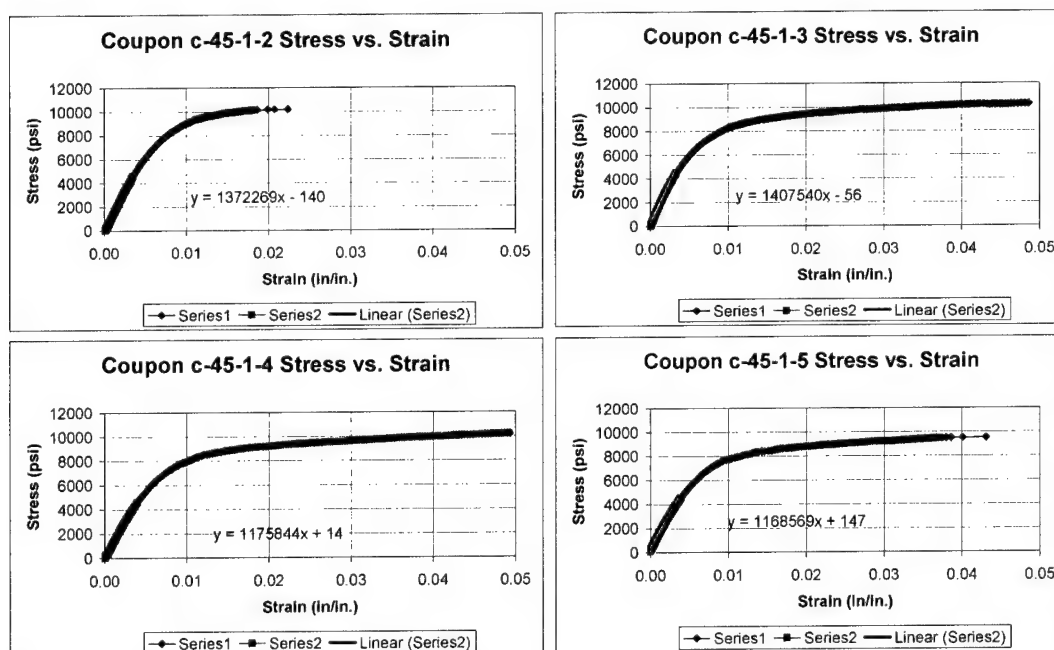 Coupon c-45-1-2 Stress vs. Strain
Stress (psi)
12000
10000
8000
6000
4000
2000
0
y = 1372269x - 140
0.00 0.01 0.02 0.03 0.04 0.05
Strain (in/in.)
Series1 Series2 Linear (Series2)
Coupon c-45-1-3 Stress vs. Strain
Stress (psi)
12000
10000
8000
6000
4000
2000
0
y = 1407540x - 56
0.00 0.01 0.02 0.03 0.04 0.05
Strain (in/in.)
Series1 Series2 Linear (Series2)
Coupon c-45-1-4 Stress vs. Strain
Stress (psi)
12000
10000
8000
6000
4000
2000
0
y = 1175844x + 14
0.00 0.01 0.02 0.03 0.04 0.05
Strain (in/in.)
Series1 Series2 Linear (Series2)
Coupon c-45-1-5 Stress vs. Strain
Stress (psi)
12000
10000
8000
6000
4000
2000
0
y = 1168569x + 147
0.00 0.01 0.02 0.03 0.04 0.05
Strain (in/in.)
Series1 Series2 Linear (Series2)